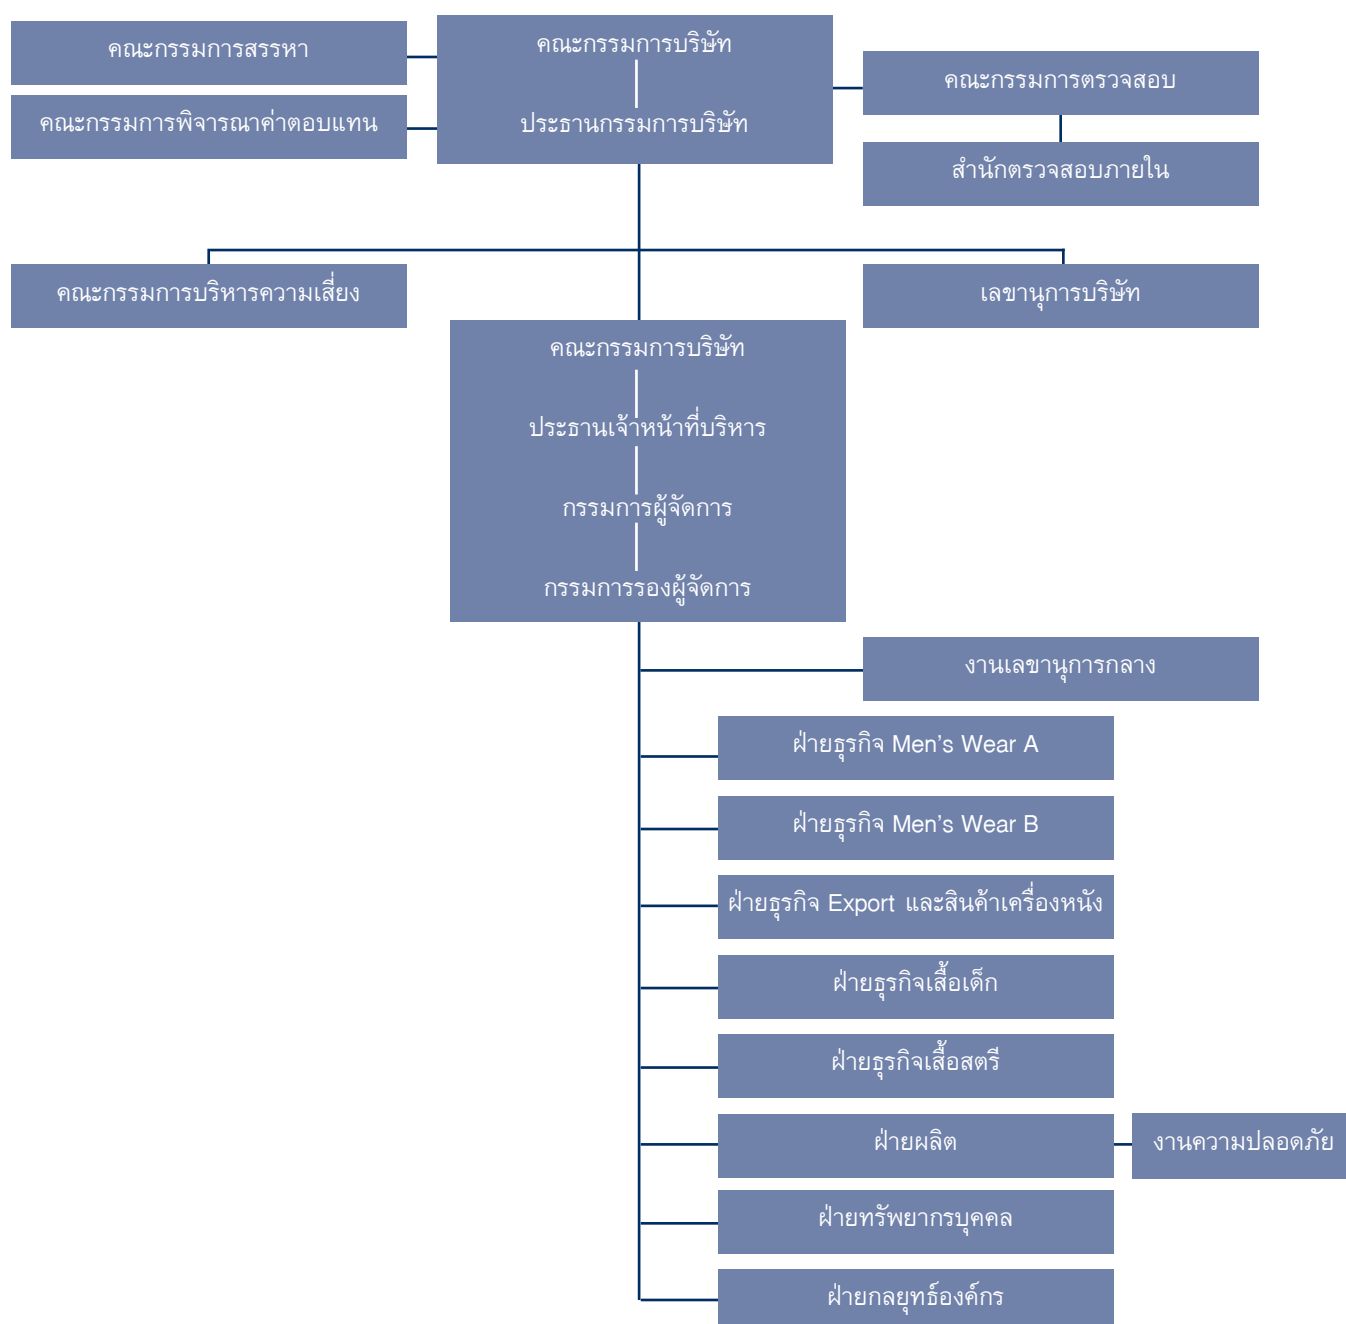 คณะกรรมการสรรหา
คณะกรรมการพิจารณาค่าตอบแทน
คณะกรรมการบริษัท
ประธานกรรมการบริษัท
คณะกรรมการตรวจสอบ
สำนักตรวจสอบภายใน
คณะกรรมการบริหารความเสี่ยง
เลขานุการบริษัท
คณะกรรมการบริษัท
ประธานเจ้าหน้าที่บริหาร
กรรมการผู้จัดการ
กรรมการรองผู้จัดการ
งานเลขานุการกลาง
ฝ่ายธุรกิจ Men's Wear A
ฝ่ายธุรกิจ Men's Wear B
ฝ่ายธุรกิจ Export และสินค้าเครื่องหนัง
ฝ่ายธุรกิจเสื้อเด็ก
ฝ่ายธุรกิจเสื้อสตรี
ฝ่ายผลิต
งานความปลอดภัย
ฝ่ายทรัพยากรบุคคล
ฝ่ายกลยุทธ์องค์กร